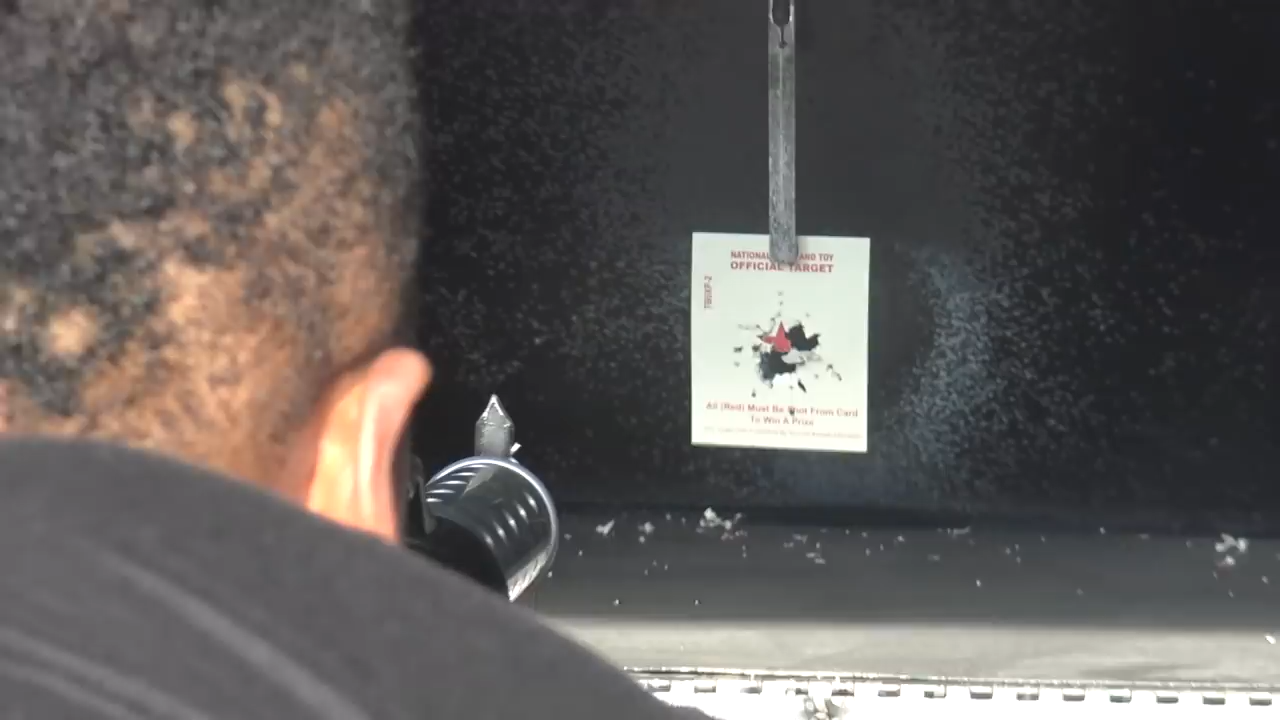 NATIONAL AND TOY
OFFICIAL TARGET
All (Red) Must Be Shot From Card
To Win A Prize